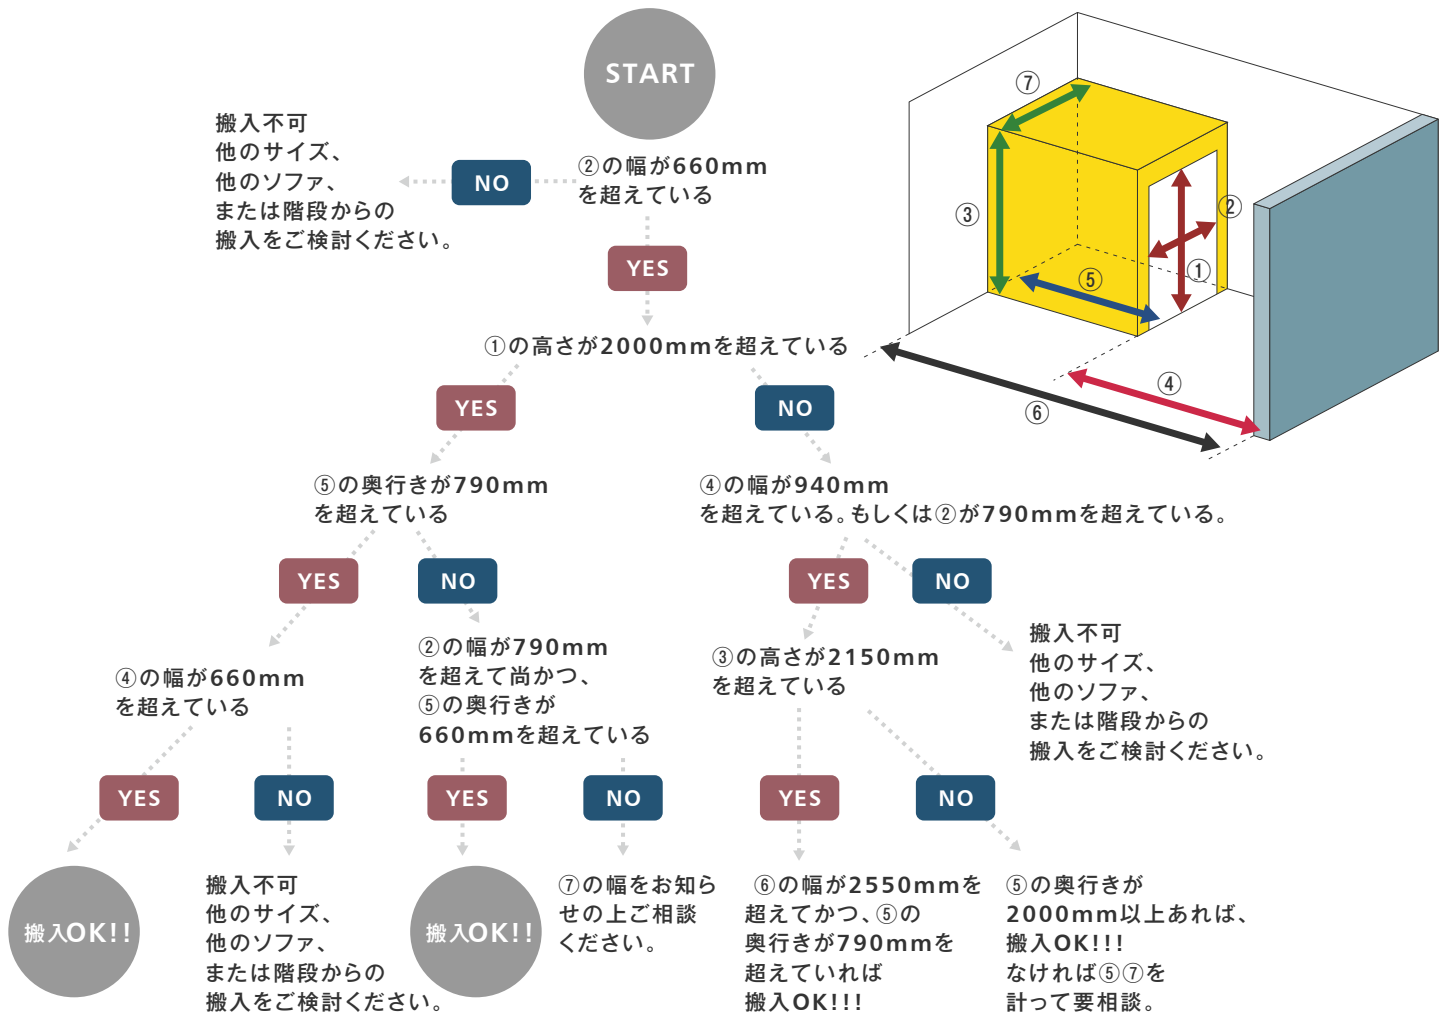 START
搬入不可
他のサイズ、
他のソファ、
または階段からの
搬入をご検討ください。
NO
②の幅が660mm
を超えている
YES
①の高さが2000mmを超えている
YES
NO
⑤の奥行きが790mm
を超えている
④の幅が940mm
を超えている。もしくは②が790mmを超えている。
YES
NO
YES
NO
④の幅が660mm
を超えている
②の幅が790mm
を超えて尚かつ、
⑤の奥行きが
660mmを超えている
③の高さが2150mm
を超えている
搬入不可
他のサイズ、
他のソファ、
または階段からの
搬入をご検討ください。
YES
NO
YES
NO
YES
NO
搬入OK!!
搬入不可
他のサイズ、
他のソファ、
または階段からの
搬入をご検討ください。
搬入OK!!
⑦の幅をお知ら
せの上ご相談
ください。
⑥の幅が2550mmを
超えてかつ、⑤の
奥行きが790mmを
超えていれば
搬入OK!!!
⑤の奥行きが
2000mm以上あれば、
搬入OK!!!
なければ⑤⑦を
計って要相談。
⑦
③
②
①
⑤
④
⑥